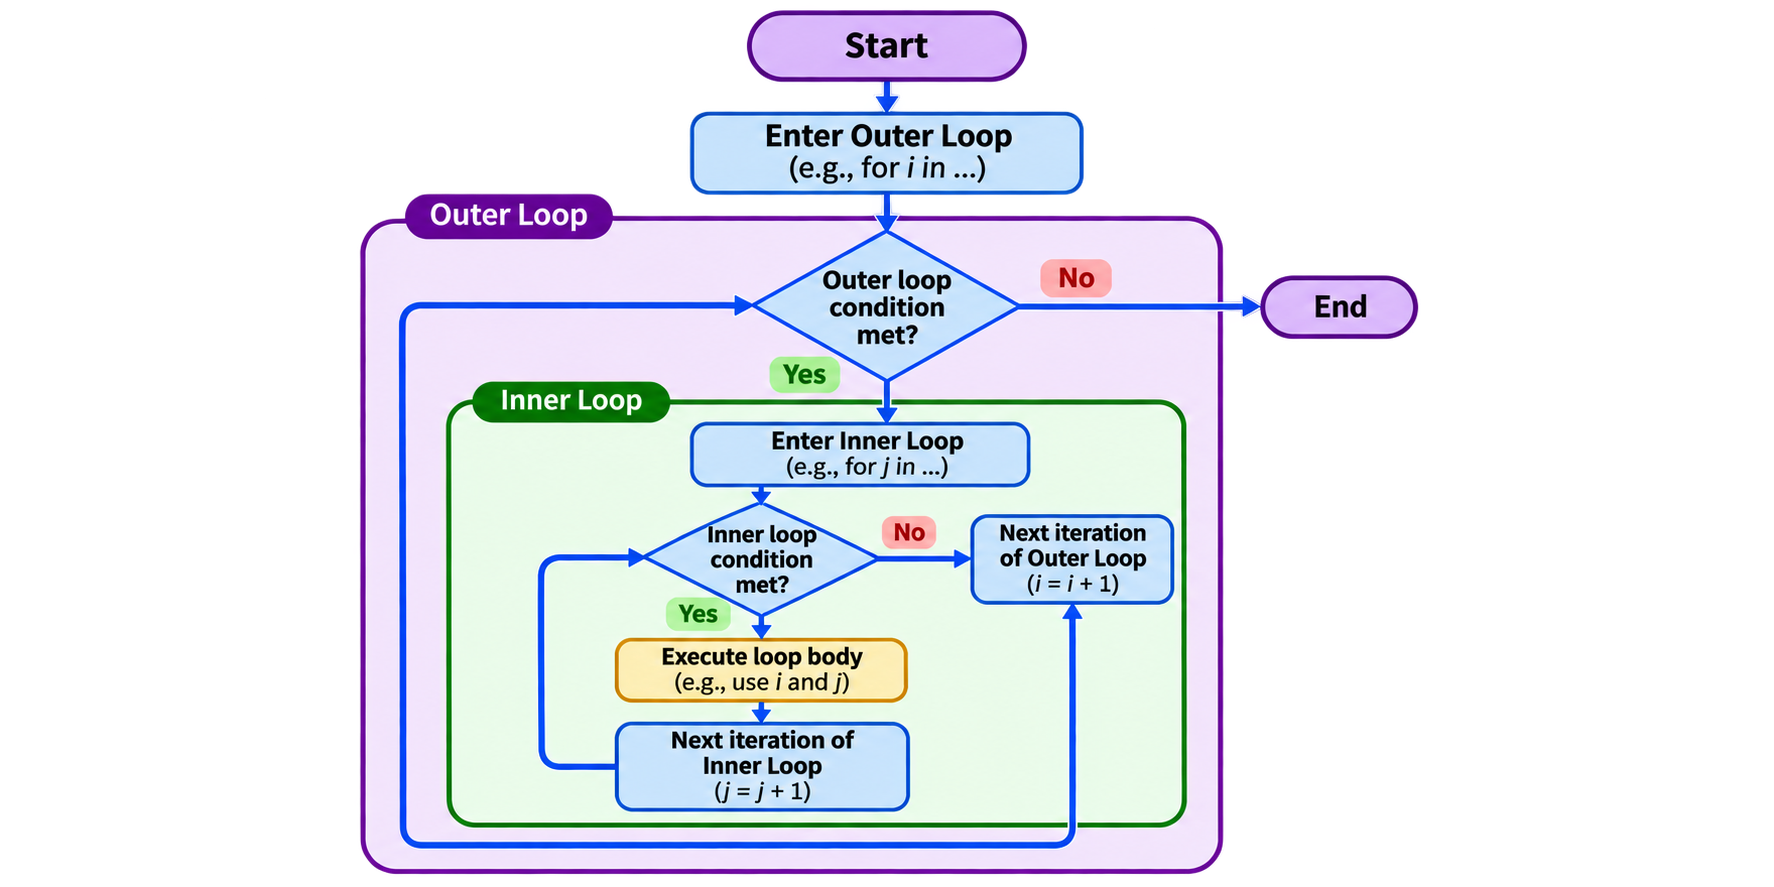 Start
Enter Outer Loop
(e.g., for i in ...)
Outer Loop
Outer loop
condition
met?
No
End
Yes
Inner Loop
Enter Inner Loop
(e.g., for j in ...)
Inner loop
condition
met?
No
Next iteration
of Outer Loop
(i = i + 1)
Yes
Execute loop body
(e.g., use i and j)
Next iteration of
Inner Loop
(j = j + 1)